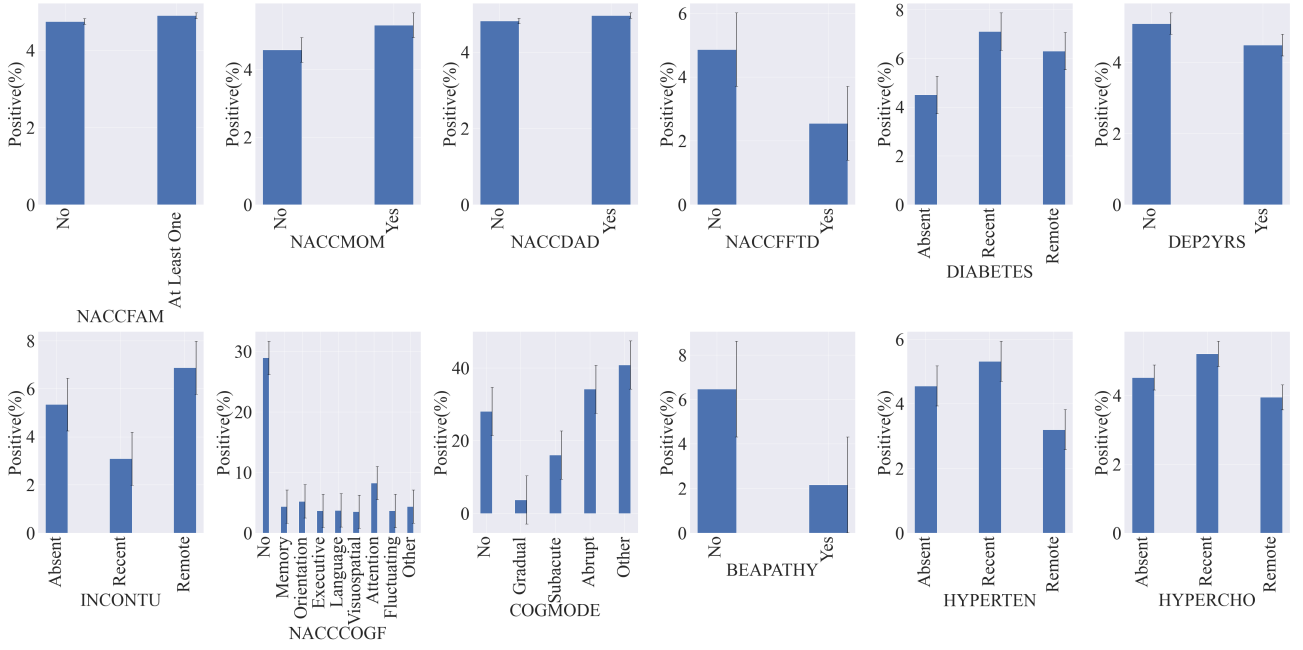 Positive(%)
4
2
0
No
At Least One
NACCFAM
Positive(%)
4
2
0
No
Yes
NACCMOM
Positive(%)
4
2
0
No
Yes
NACCDAD
Positive(%)
6
4
2
0
No
Yes
NACCFFTD
Positive(%)
8
6
4
2
0
Absent
Recent
Remote
DIABETES
Positive(%)
4
2
0
No
Yes
DEP2YRS
Positive(%)
8
6
4
2
0
Absent
Recent
Remote
INCONTU
Positive(%)
30
20
10
0
No
Memory
Orientation
Executive
Language
Visuospatial
Attention
Fluctuating
Other
NACCCOGF
Positive(%)
40
20
0
No
Gradual
Subacute
Abrupt
Other
COGMODE
Positive(%)
8
6
4
2
0
No
Yes
BEAPATHY
Positive(%)
6
4
2
0
Absent
Recent
Remote
HYPERTEN
Positive(%)
4
2
0
Absent
Recent
Remote
HYPERCHO